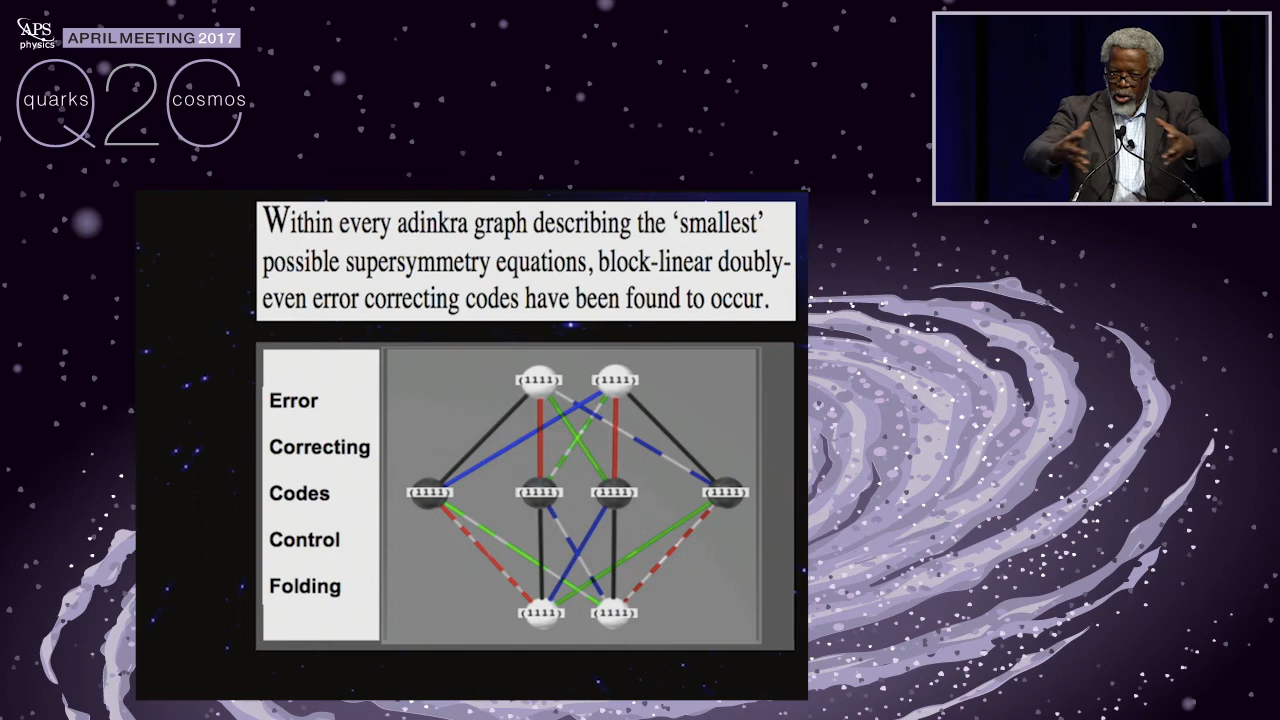 APS
physics
APRIL MEETING 2017
Q2C
quarks
cosmos
Within every adinkra graph describing the ‘smallest’
possible supersymmetry equations, block-linear doubly-
even error correcting codes have been found to occur.
Error
Correcting
Codes
Control
Folding
(1111) (1111)
(1111) (1111) (1111) (1111)
(1111) (1111)